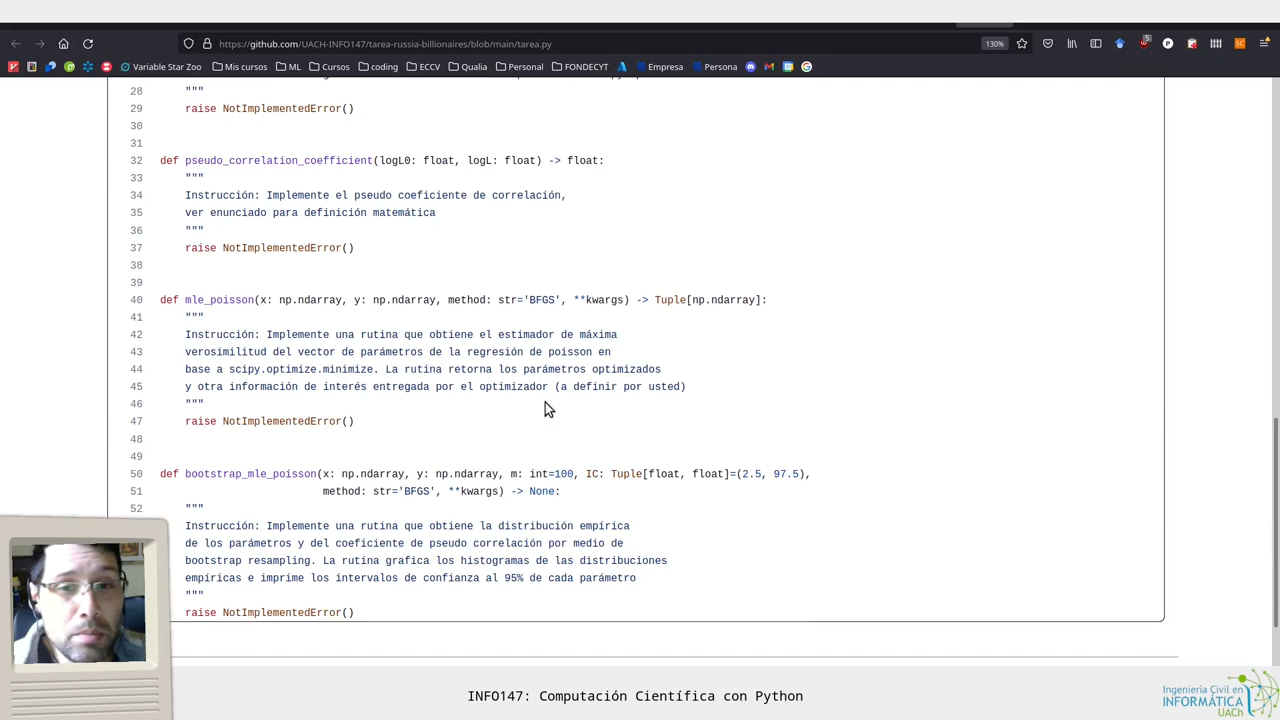 https://github.com/UACH-INFO147/tarea-russia-billionaires/blob/main/tarea.py
130%
5
Variable Star Zoo
Mis cursos
ML
Cursos
coding
ECCV
Qualia
Personal
FONDECYT
Empresa
Persona
28 """
29 raise NotImplementedError()
30
31
32 def pseudo_correlation_coefficient(logL0: float, logL: float) -> float:
33 """
34 Instrucción: Implemente el pseudo coeficiente de correlación,
35 ver enunciado para definición matemática
36 """
37 raise NotImplementedError()
38
39
40 def mle_poisson(x: np.ndarray, y: np.ndarray, method: str='BFGS', **kwargs) -> Tuple[np.ndarray]:
41 """
42 Instrucción: Implemente una rutina que obtiene el estimador de máxima
43 verosimilitud del vector de parámetros de la regresión de poisson en
44 base a scipy.optimize.minimize. La rutina retorna los parámetros optimizados
45 y otra información de interés entregada por el optimizador (a definir por usted)
46 """
47 raise NotImplementedError()
48
49
50 def bootstrap_mle_poisson(x: np.ndarray, y: np.ndarray, m: int=100, IC: Tuple[float, float]=(2.5, 97.5),
51 method: str='BFGS', **kwargs) -> None:
52 """
Instrucción: Implemente una rutina que obtiene la distribución empírica
de los parámetros y del coeficiente de pseudo correlación por medio de
bootstrap resampling. La rutina grafica los histogramas de las distribuciones
empíricas e imprime los intervalos de confianza al 95% de cada parámetro
"""
raise NotImplementedError()
INFO147: Computación Científica con Python
Ingeniería Civil en
INFORMÁTICA
UACh